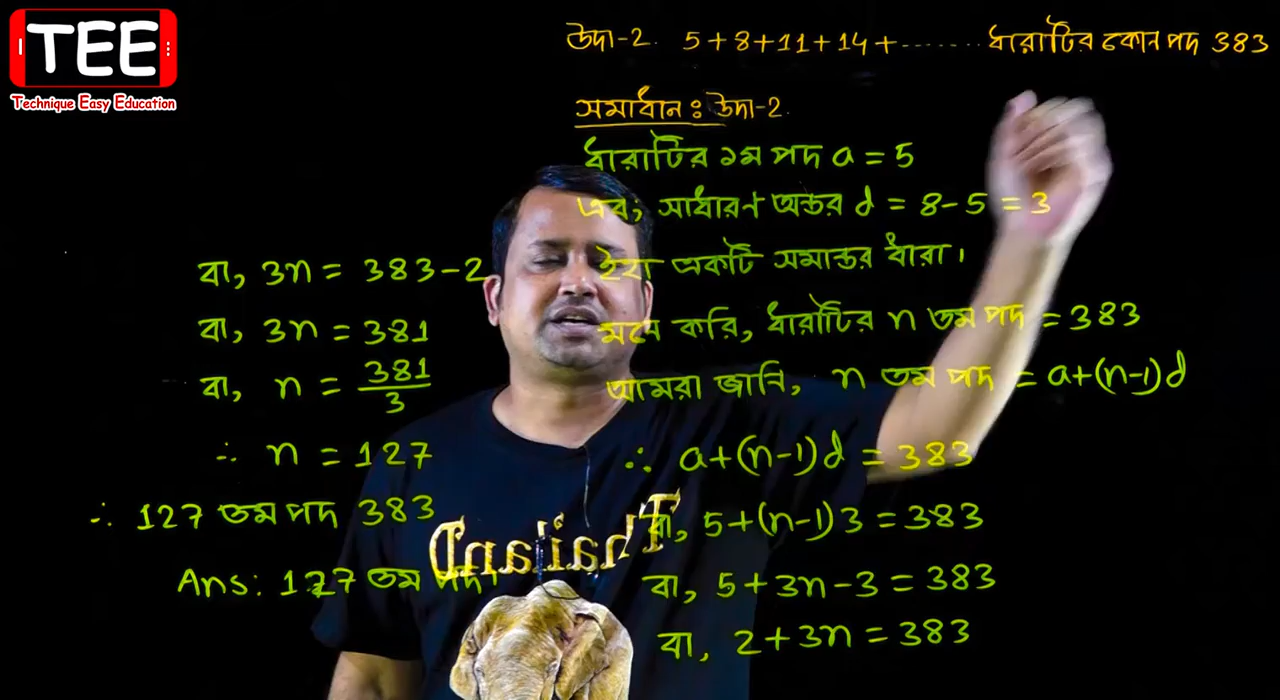 TEE
Technique Easy Education
উদা-2. 5+8+11+14+........ ধারাটির কোন পদ 383
সমাধান : উদা-2.
ধারাটির ১ম পদ a = 5
এবং সাধারণ অন্তর d = 8-5 = 3
ইহা একটি সমান্তর ধারা।
মনে করি, ধারাটির n তম পদ = 383
আমরা জানি, n তম পদ = a+(n-1)d
∴ a+(n-1)d = 383
বা, 5+(n-1)3 = 383
বা, 5+3n-3 = 383
বা, 2+3n = 383
বা, 3n = 383-2
বা, 3n = 381
বা, n = 381/3
∴ n = 127
∴ 127 তম পদ 383
Ans: 127 তম পদ।
ThailanD